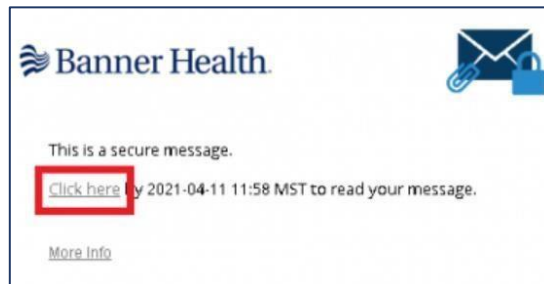 Banner Health.
This is a secure message.
Click here by 2021-04-11 11:58 MST to read your message.
More Info